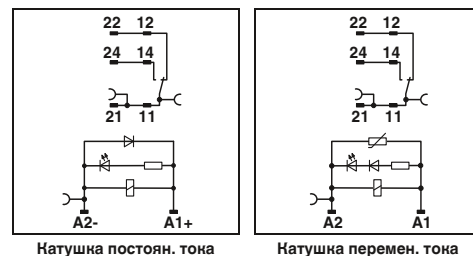 22 12
24 14
21 11
A2- A1+
Катушка постоян. тока
22 12
24 14
21 11
A2 A1
Катушка перемен. тока